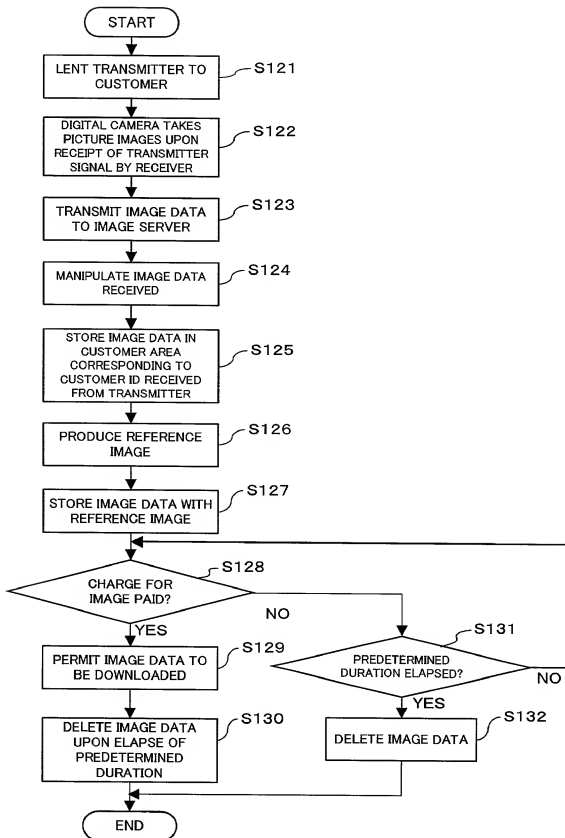 START
LENT TRANSMITTER TO
CUSTOMER
S121
DIGITAL CAMERA TAKES
PICTURE IMAGES UPON
RECEIPT OF TRANSMITTER
SIGNAL BY RECEIVER
S122
TRANSMIT IMAGE DATA
TO IMAGE SERVER
S123
MANIPULATE IMAGE DATA
RECEIVED
S124
STORE IMAGE DATA IN
CUSTOMER AREA
CORRESPONDING TO
CUSTOMER ID RECEIVED
FROM TRANSMITTER
S125
PRODUCE REFERENCE
IMAGE
S126
STORE IMAGE DATA WITH
REFERENCE IMAGE
S127
CHARGE FOR
IMAGE PAID?
S128
NO
YES
PERMIT IMAGE DATA TO
BE DOWNLOADED
S129
DELETE IMAGE DATA
UPON ELAPSE OF
PREDETERMINED
DURATION
S130
PREDETERMINED
DURATION ELAPSED?
S131
NO
YES
DELETE IMAGE DATA
S132
END